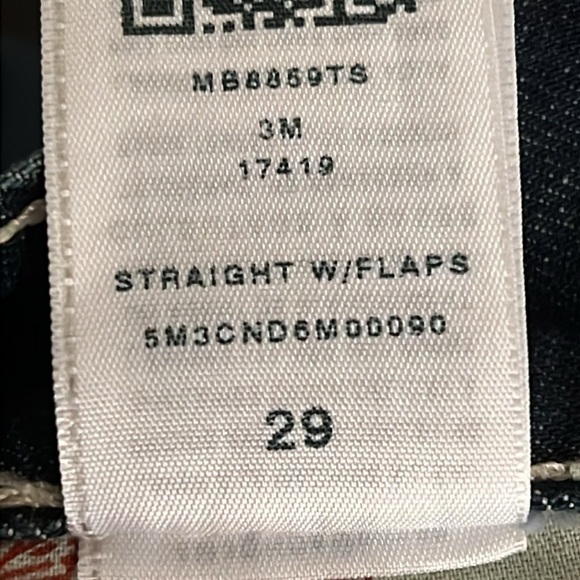 MB8859TS
3M
17419
STRAIGHT W/FLAPS
5M3CND6M00090
29